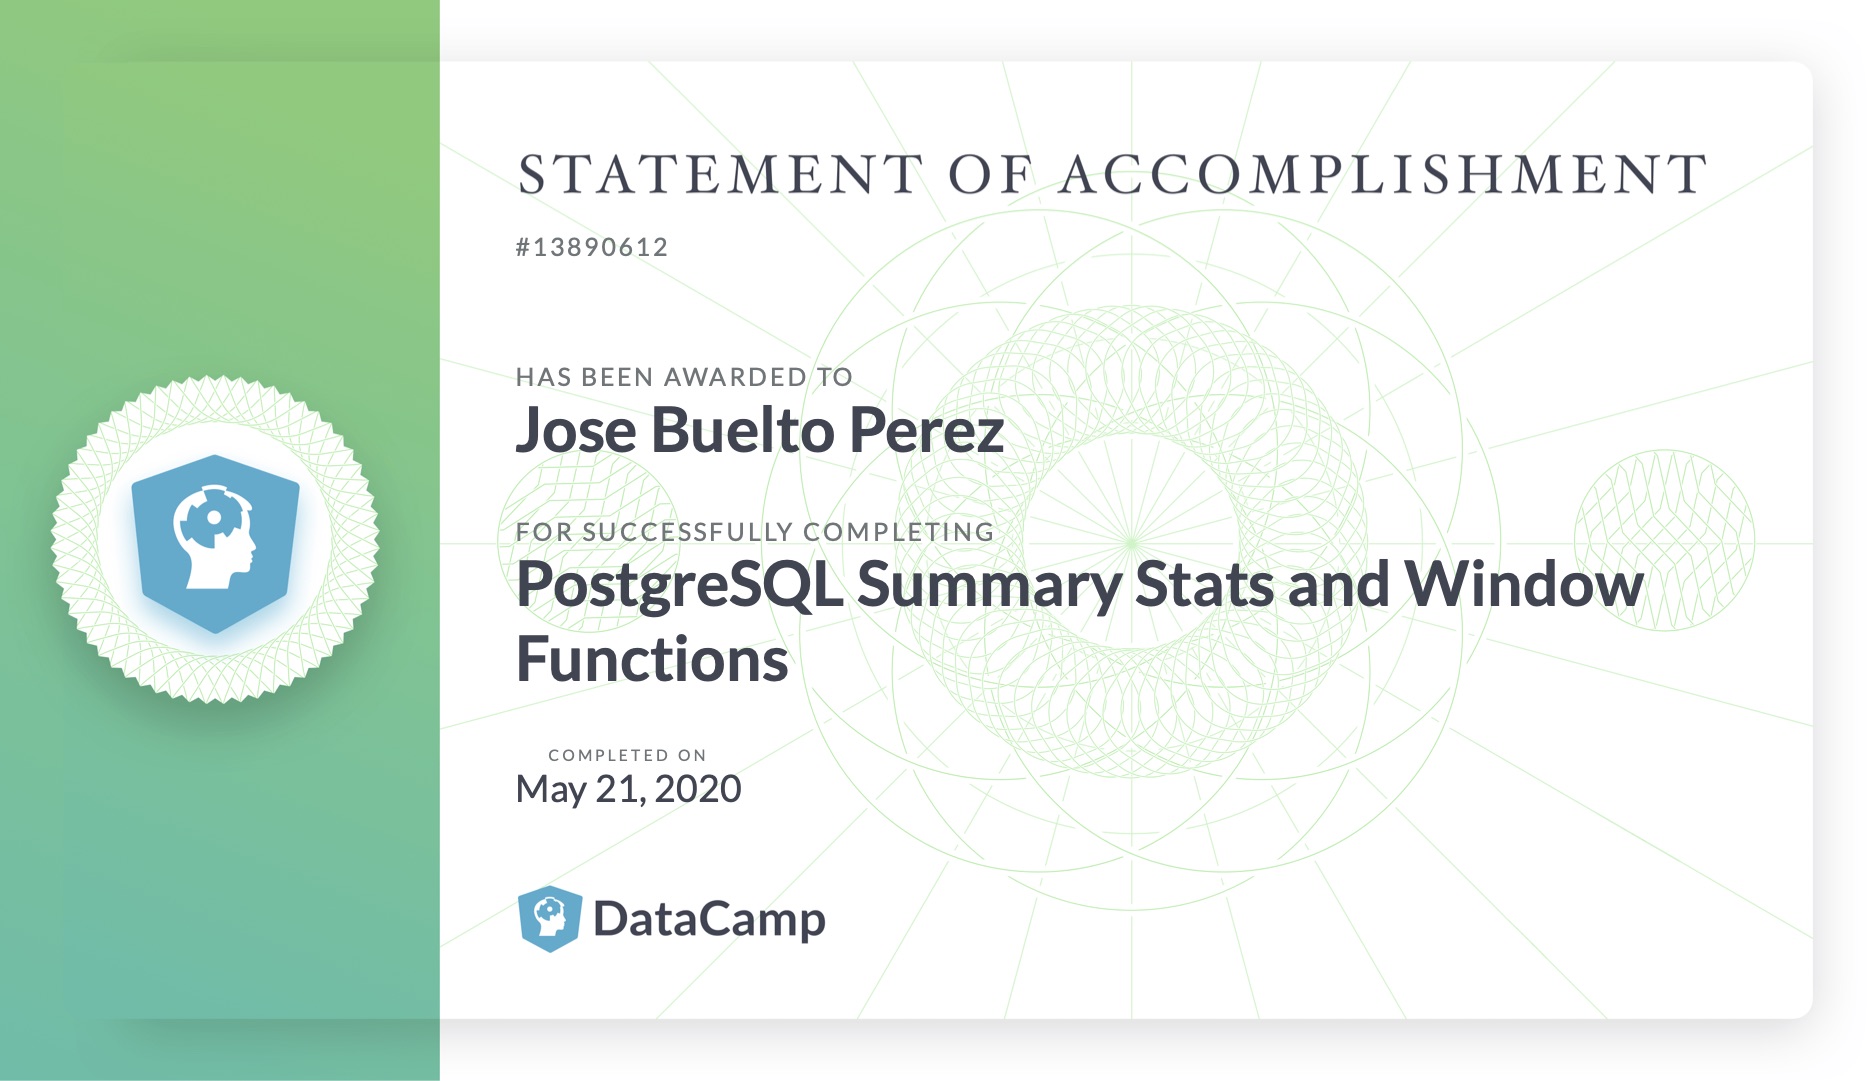 STATEMENT OF ACCOMPLISHMENT
#13890612
HAS BEEN AWARDED TO
Jose Buelto Perez
FOR SUCCESSFULLY COMPLETING
PostgreSQL Summary Stats and Window
Functions
COMPLETED ON
May 21, 2020
DataCamp